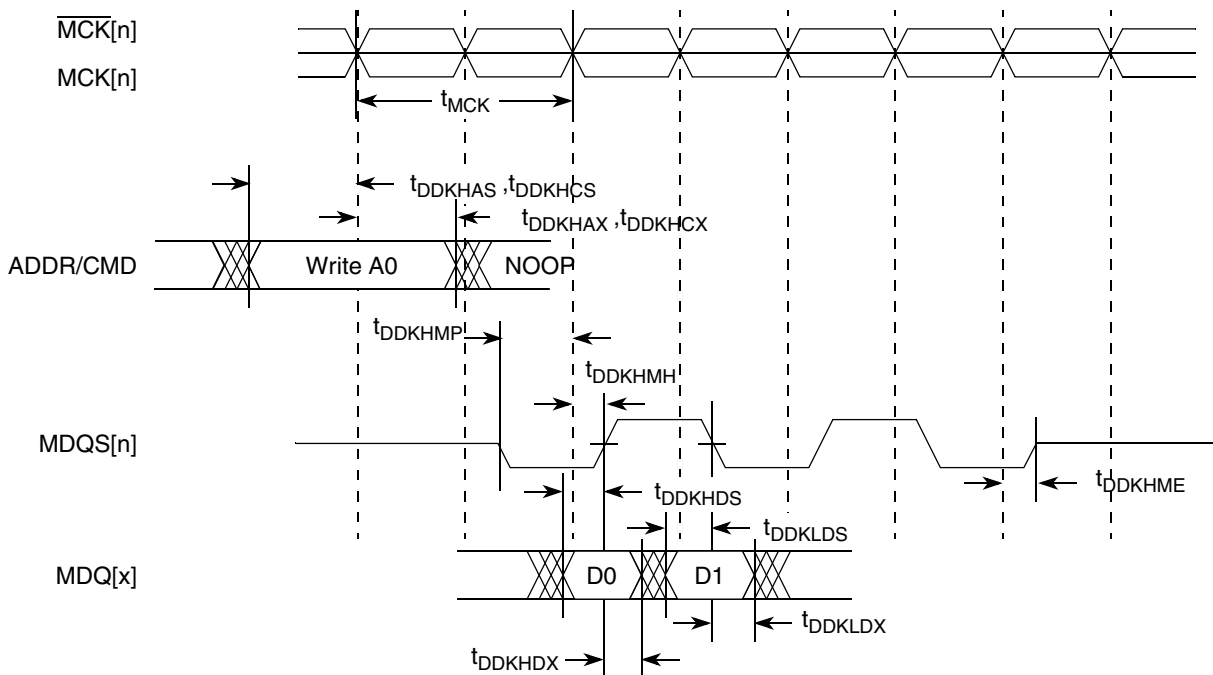 MCK[n]
MCK[n]
tMCK
tDDKHAS ,tDDKHCS
tDDKHAX ,tDDKHCX
ADDR/CMD
Write A0
NOOP
tDDKHMP
tDDKHMH
MDQS[n]
tDDKHME
tDDKHDS
tDDKLDS
MDQ[x]
D0
D1
tDDKLDX
tDDKHDX